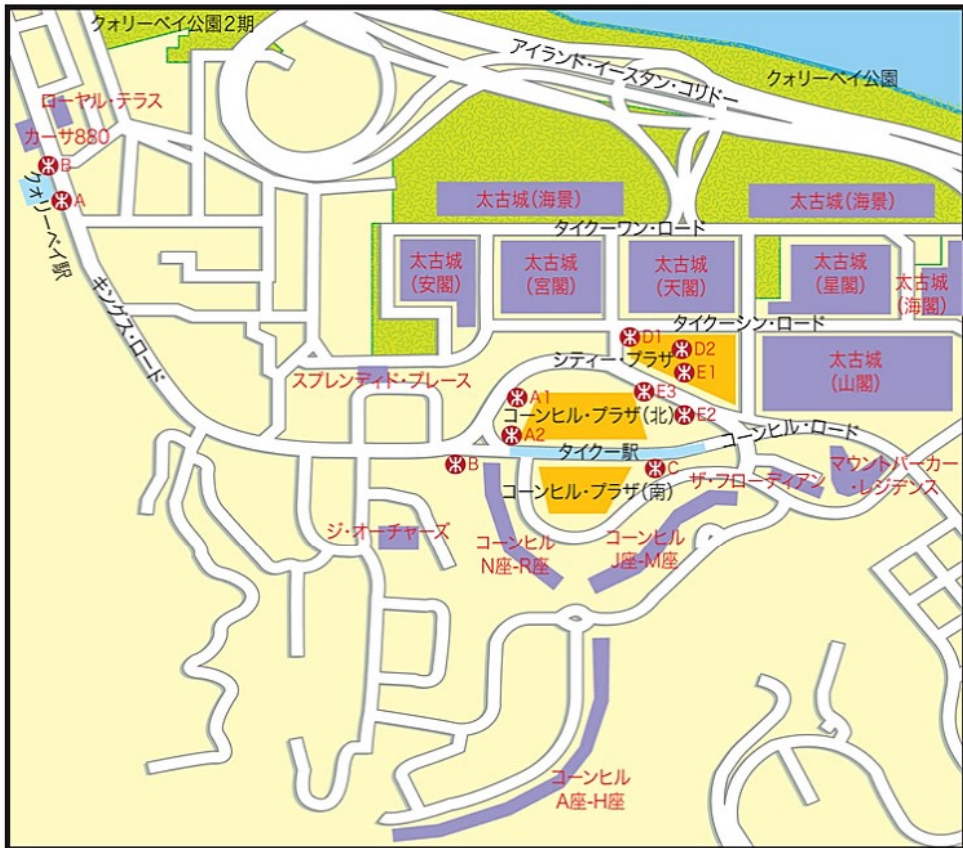 クォリーベイ公園2期
アイランド・イースタン・コリドー
クォリーベイ公園
ローヤル・テラス
カーサ880
B
A
クォリーベイ駅
太古城(海景)
太古城(海景)
タイクーワン・ロード
太古城
(安閣)
太古城
(宮閣)
太古城
(天閣)
太古城
(星閣)
太古城
(海閣)
キングス・ロード
タイクーシン・ロード
D1
D2
シティー・プラザ
E1
太古城
(山閣)
スプレンディド・プレース
E3
A1
コーンヒル・プラザ(北)
E2
A2
コーンヒル・ロード
タイクー駅
B
C
コーンヒル・プラザ(南)
ザ・フローディアン
マウントパーカー
・レジデンス
ジ・オーチャーズ
コーンヒル
N座-R座
コーンヒル
J座-M座
コーンヒル
A座-H座